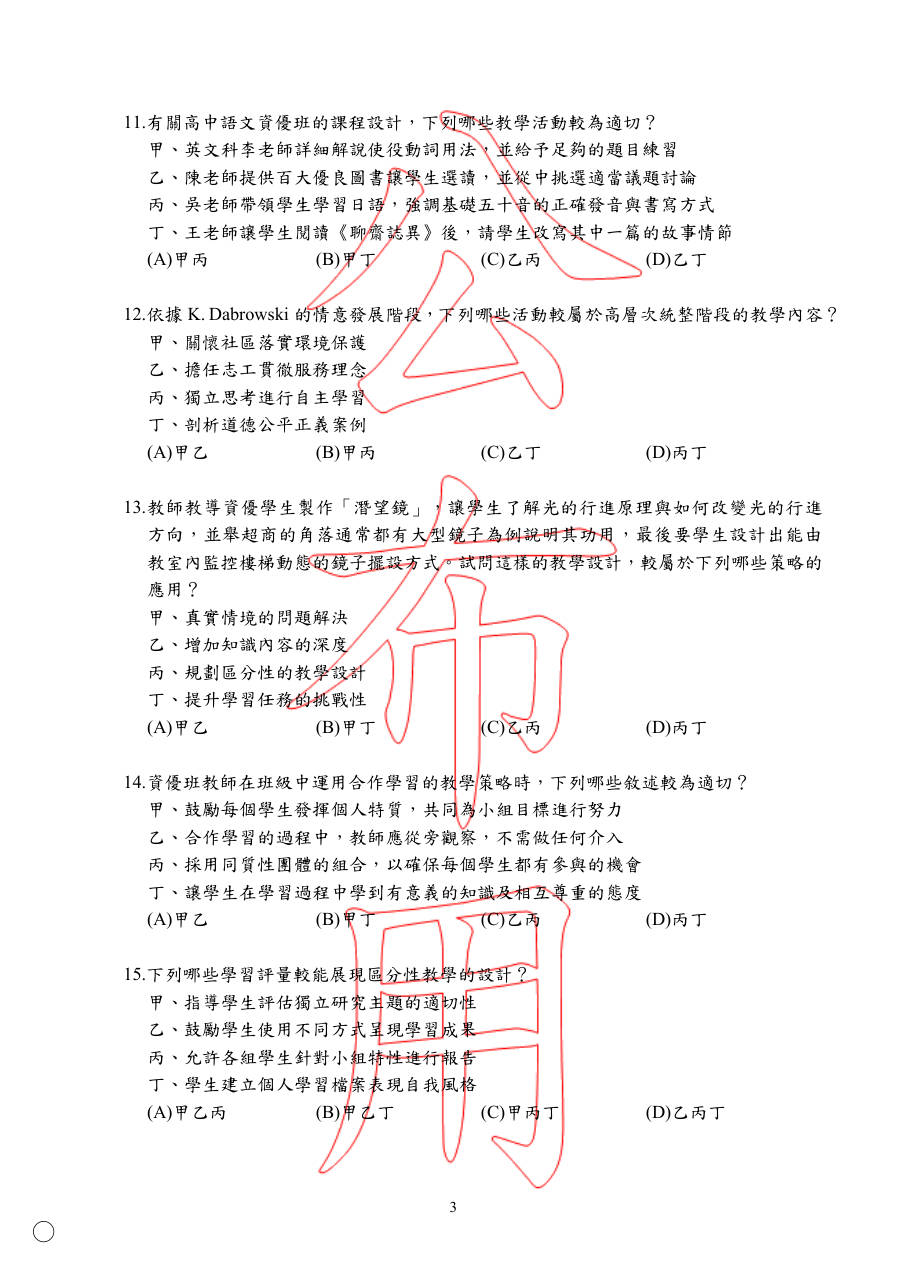 11.有關高中語文資優班的課程設計，下列哪些教學活動較為適切？
甲、英文科李老師詳細解說使役動詞用法，並給予足夠的題目練習
乙、陳老師提供百大優良圖書讓學生選讀，並從中挑選適當議題討論
丙、吳老師帶領學生學習日語，強調基礎五十音的正確發音與書寫方式
丁、王老師讓學生閱讀《聊齋誌異》後，請學生改寫其中一篇的故事情節
(A)甲丙 (B)甲丁 (C)乙丙 (D)乙丁
12.依據 K. Dabrowski 的情意發展階段，下列哪些活動較屬於高層次統整階段的教學內容？
甲、關懷社區落實環境保護
乙、擔任志工貫徹服務理念
丙、獨立思考進行自主學習
丁、剖析道德公平正義案例
(A)甲乙 (B)甲丙 (C)乙丁 (D)丙丁
13.教師教導資優學生製作「潛望鏡」，讓學生了解光的行進原理與如何改變光的行進
方向，並舉超商的角落通常都有大型鏡子為例說明其功用，最後要學生設計出能由
教室內監控樓梯動態的鏡子擺設方式。試問這樣的教學設計，較屬於下列哪些策略的
應用？
甲、真實情境的問題解決
乙、增加知識內容的深度
丙、規劃區分性的教學設計
丁、提升學習任務的挑戰性
(A)甲乙 (B)甲丁 (C)乙丙 (D)丙丁
14.資優班教師在班級中運用合作學習的教學策略時，下列哪些敘述較為適切？
甲、鼓勵每個學生發揮個人特質，共同為小組目標進行努力
乙、合作學習的過程中，教師應從旁觀察，不需做任何介入
丙、採用同質性團體的組合，以確保每個學生都有參與的機會
丁、讓學生在學習過程中學到有意義的知識及相互尊重的態度
(A)甲乙 (B)甲丁 (C)乙丙 (D)丙丁
15.下列哪些學習評量較能展現區分性教學的設計？
甲、指導學生評估獨立研究主題的適切性
乙、鼓勵學生使用不同方式呈現學習成果
丙、允許各組學生針對小組特性進行報告
丁、學生建立個人學習檔案表現自我風格
(A)甲乙丙 (B)甲乙丁 (C)甲丙丁 (D)乙丙丁
3
公布用